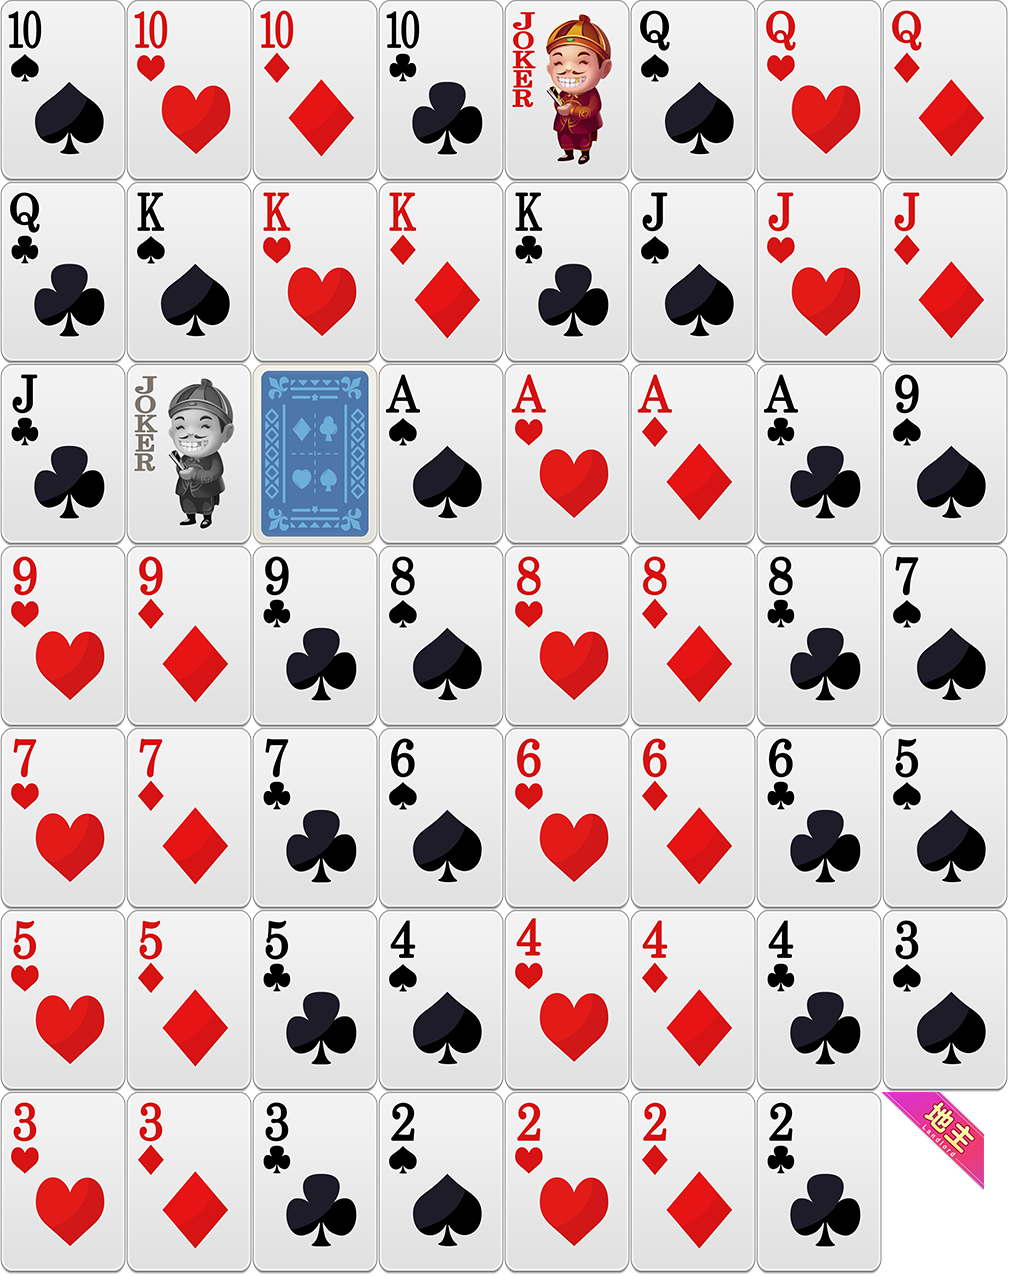 10 10 10 10 JOKER Q Q Q
Q K K K K J J J
J JOKER A A A A 9
9 9 9 8 8 8 8 7
7 7 7 6 6 6 6 5
5 5 5 4 4 4 4 3
3 3 3 2 2 2 2
地主
Landlord